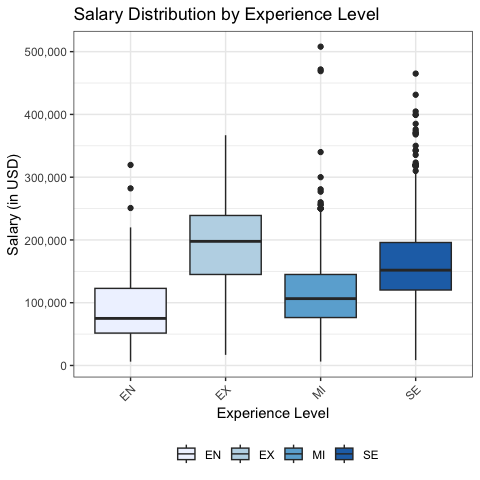 Salary Distribution by Experience Level
Salary (in USD)
500,000
400,000
300,000
200,000
100,000
0
EN EX MI SE
Experience Level
EN EX MI SE